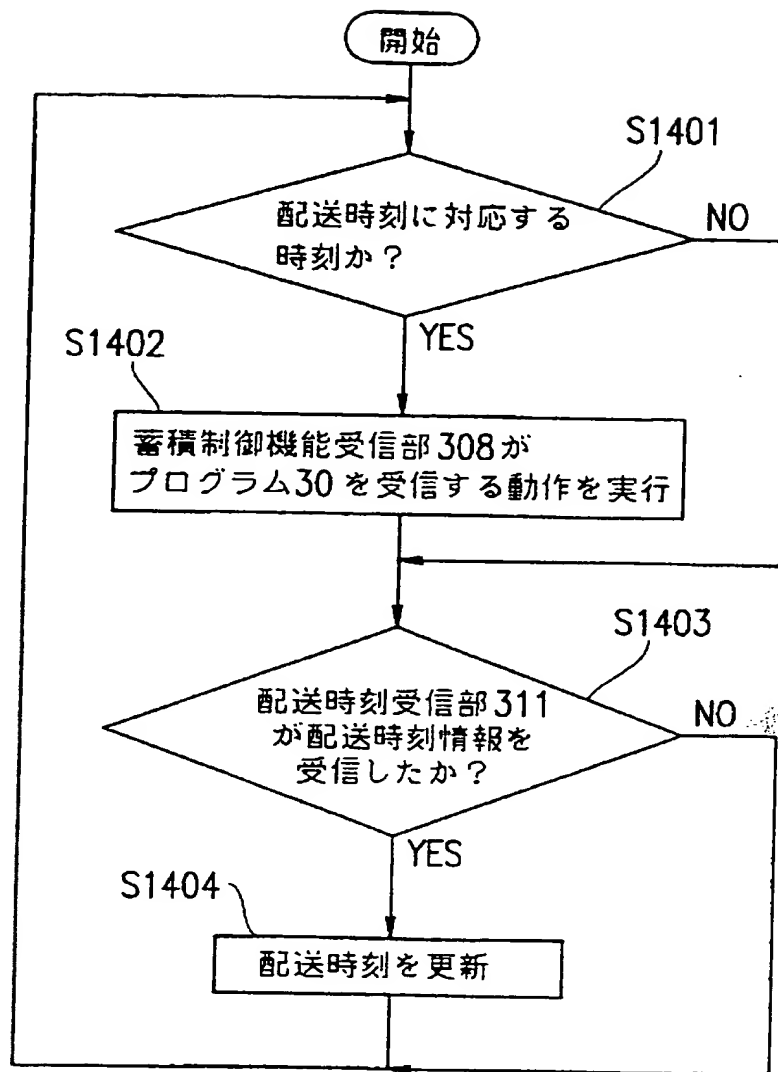 開始
S1401
配送時刻に対応する
時刻か？
NO
YES
S1402
蓄積制御機能受信部308が
プログラム30を受信する動作を実行
S1403
配送時刻受信部311
が配送時刻情報を
受信したか？
NO
YES
S1404
配送時刻を更新